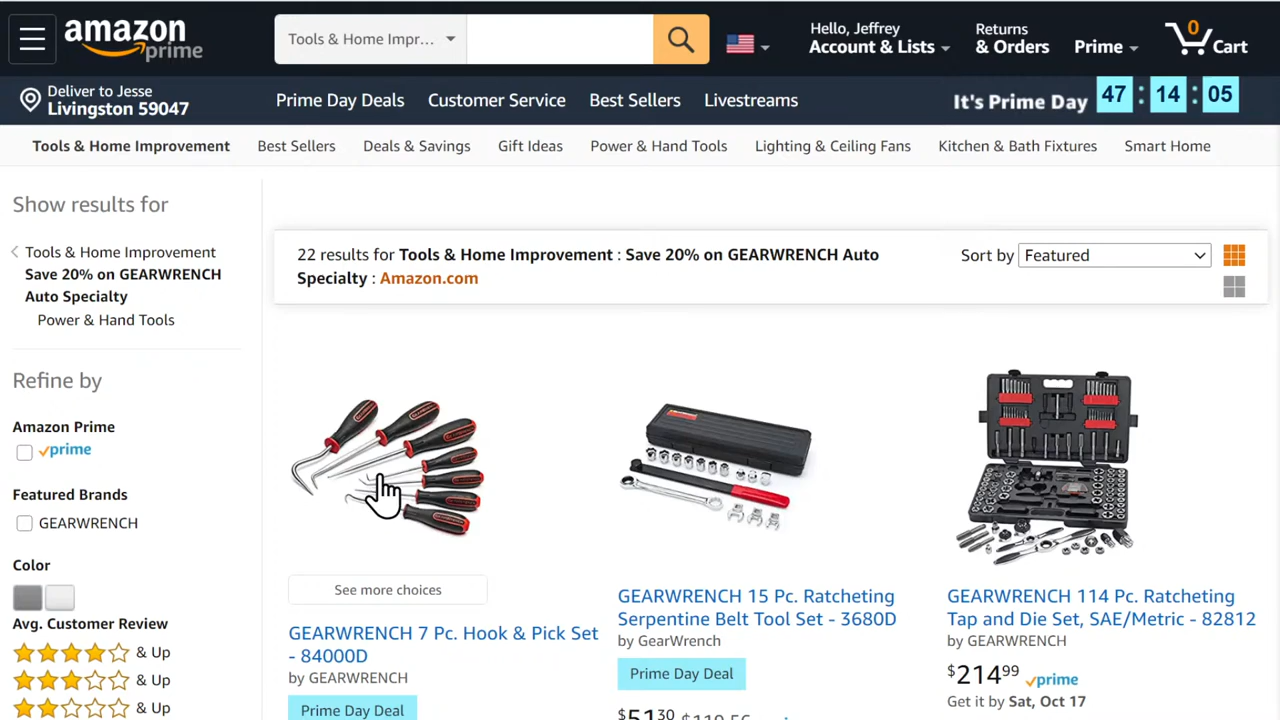 amazon
prime
Tools & Home Impr...
Hello, Jeffrey
Account & Lists
Returns
& Orders
Prime
0
Cart
Deliver to Jesse
Livingston 59047
Prime Day Deals
Customer Service
Best Sellers
Livestreams
It's Prime Day
47 : 14 : 05
Tools & Home Improvement
Best Sellers
Deals & Savings
Gift Ideas
Power & Hand Tools
Lighting & Ceiling Fans
Kitchen & Bath Fixtures
Smart Home
Show results for
Tools & Home Improvement
Save 20% on GEARWRENCH
Auto Specialty
Power & Hand Tools
Refine by
Amazon Prime
prime
Featured Brands
GEARWRENCH
Color
Avg. Customer Review
& Up
& Up
& Up
22 results for Tools & Home Improvement : Save 20% on GEARWRENCH Auto
Specialty : Amazon.com
Sort by Featured
See more choices
GEARWRENCH 7 Pc. Hook & Pick Set
- 84000D
by GEARWRENCH
Prime Day Deal
GEARWRENCH 15 Pc. Ratcheting
Serpentine Belt Tool Set - 3680D
by GearWrench
Prime Day Deal
$51.30 $119.56
GEARWRENCH 114 Pc. Ratcheting
Tap and Die Set, SAE/Metric - 82812
by GEARWRENCH
$214.99 prime
Get it by Sat, Oct 17